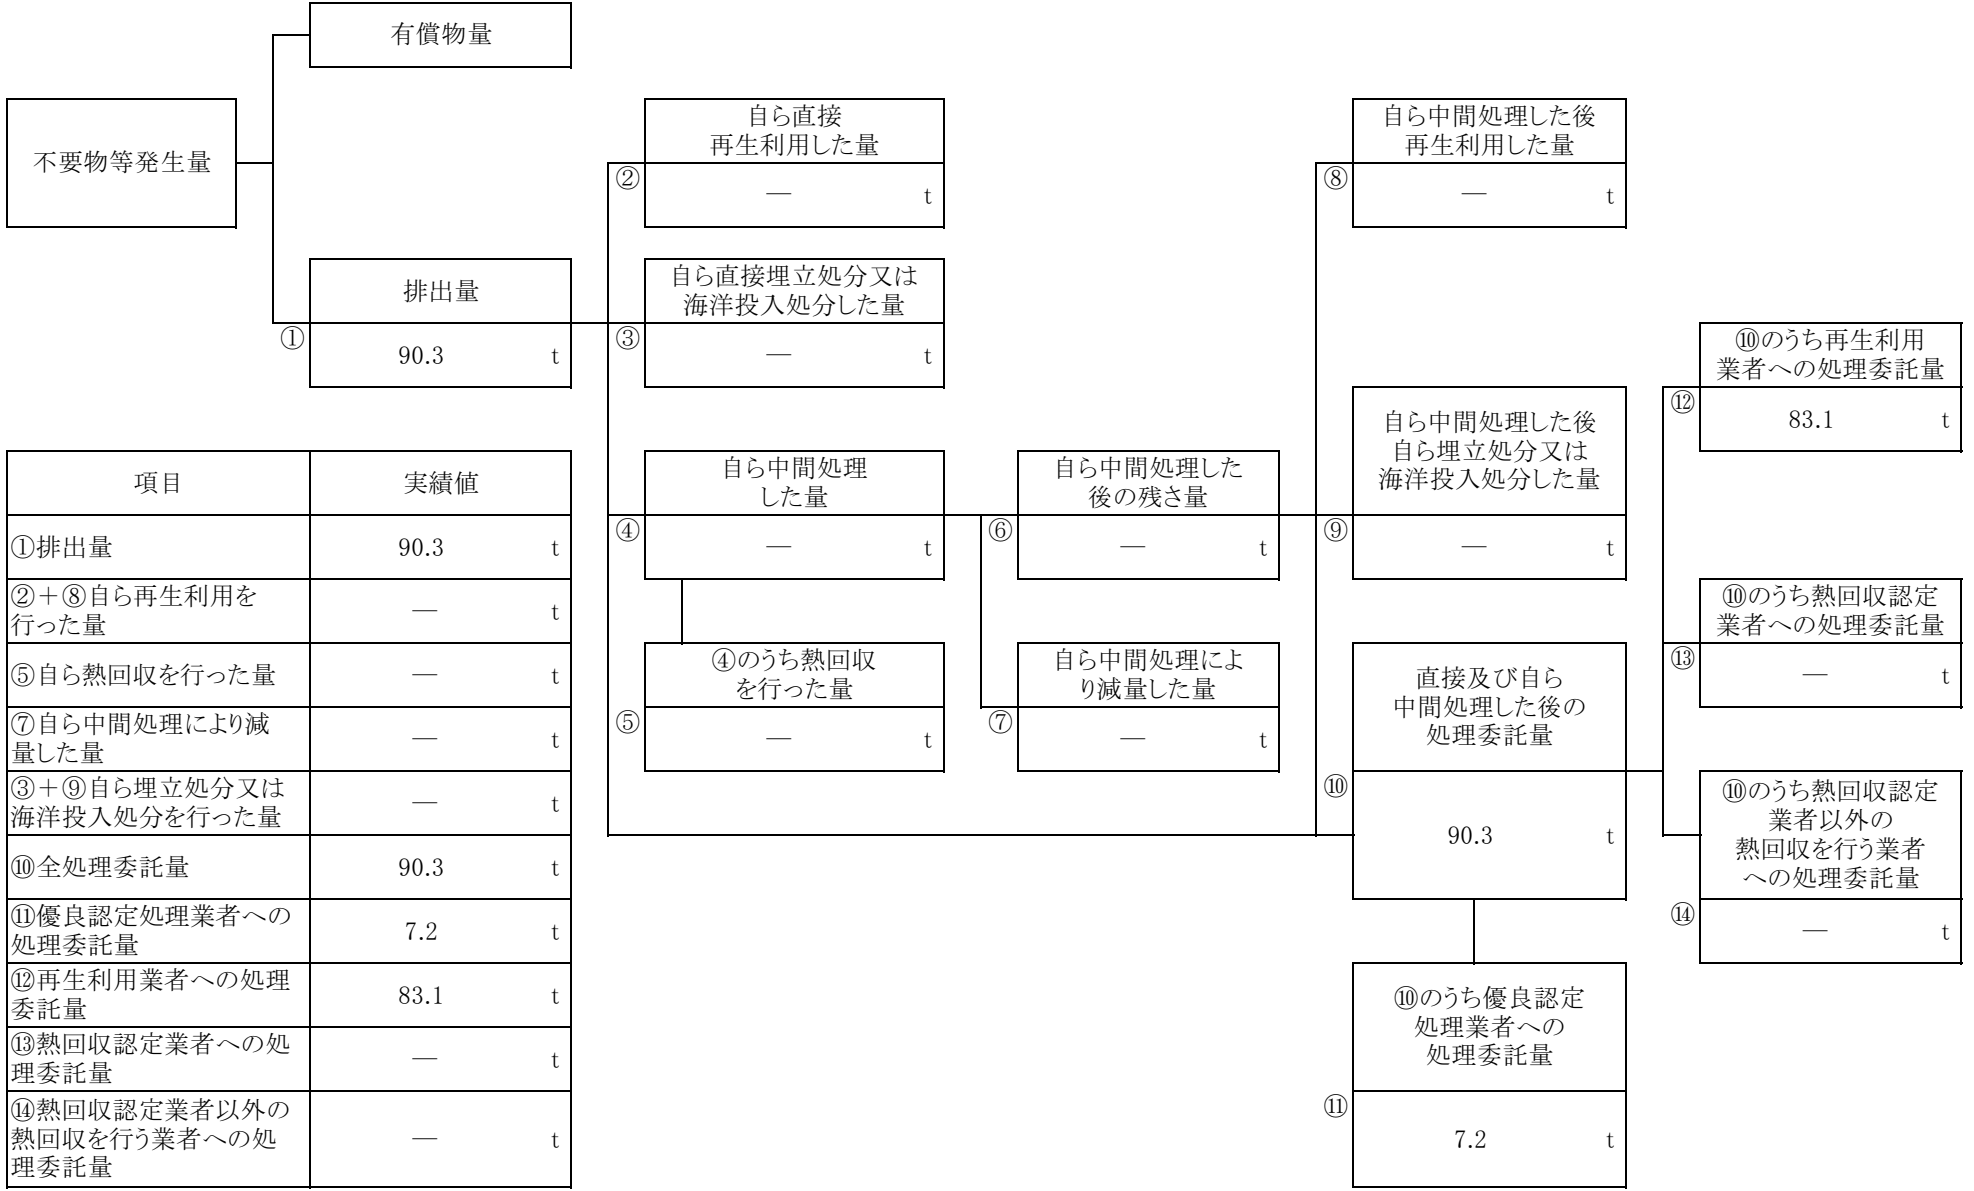 有償物量
不要物等発生量
排出量
①
90.3 t
自ら直接
再生利用した量
②
― t
自ら直接埋立処分又は
海洋投入処分した量
③
― t
自ら中間処理
した量
④
― t
④のうち熱回収
を行った量
⑤
― t
自ら中間処理した
後の残さ量
⑥
― t
自ら中間処理によ
り減量した量
⑦
― t
自ら中間処理した後
再生利用した量
⑧
― t
自ら中間処理した後
自ら埋立処分又は
海洋投入処分した量
⑨
― t
直接及び自ら
中間処理した後の
処理委託量
⑩
90.3 t
⑩のうち優良認定
処理業者への
処理委託量
⑪
7.2 t
⑩のうち再生利用
業者への処理委託量
⑫
83.1 t
⑩のうち熱回収認定
業者への処理委託量
⑬
― t
⑩のうち熱回収認定
業者以外の
熱回収を行う業者
への処理委託量
⑭
― t
項目 実績値
①排出量 90.3 t
②＋⑧自ら再生利用を
行った量 ― t
⑤自ら熱回収を行った量 ― t
⑦自ら中間処理により減
量した量 ― t
③＋⑨自ら埋立処分又は
海洋投入処分を行った量 ― t
⑩全処理委託量 90.3 t
⑪優良認定処理業者への
処理委託量 7.2 t
⑫再生利用業者への処理
委託量 83.1 t
⑬熱回収認定業者への処
理委託量 ― t
⑭熱回収認定業者以外の
熱回収を行う業者への処
理委託量 ― t